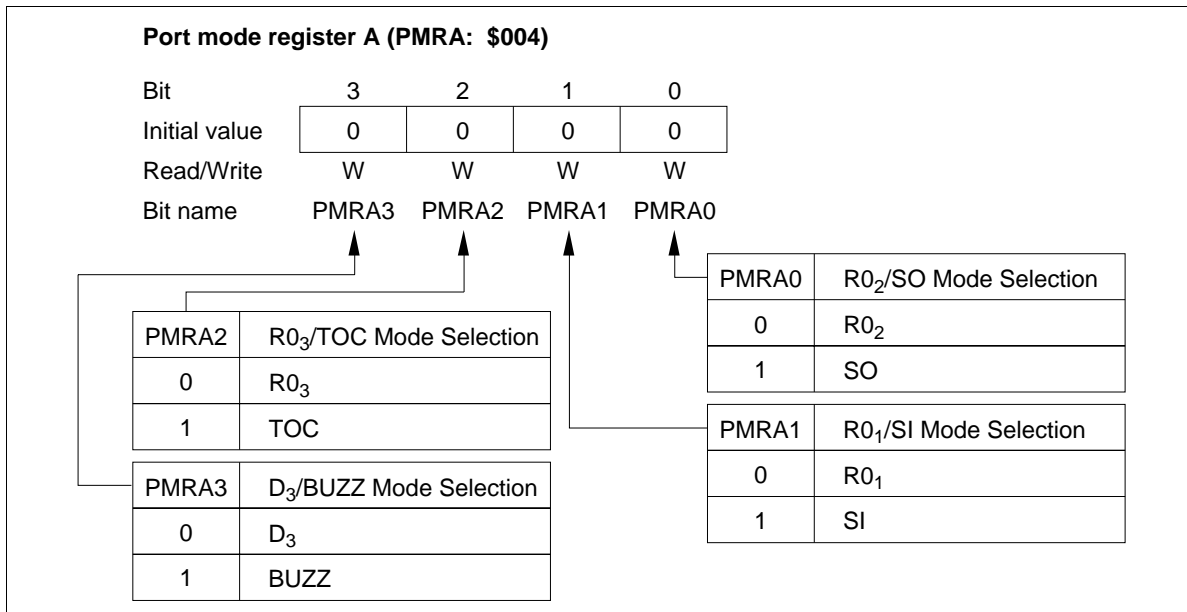 Port mode register A (PMRA: $004)
Bit 3 2 1 0
Initial value 0 0 0 0
Read/Write W W W W
Bit name PMRA3 PMRA2 PMRA1 PMRA0
PMRA0 R0₂/SO Mode Selection
0 R0₂
1 SO
PMRA2 R0₃/TOC Mode Selection
0 R0₃
1 TOC
PMRA1 R0₁/SI Mode Selection
0 R0₁
1 SI
PMRA3 D₃/BUZZ Mode Selection
0 D₃
1 BUZZ